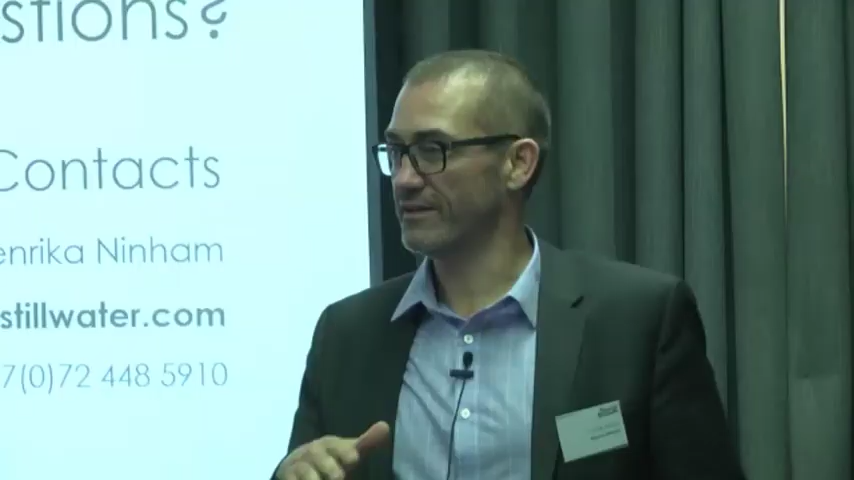 stions?
Contacts
enrika Ninham
stillwater.com
7(0)72 448 5910